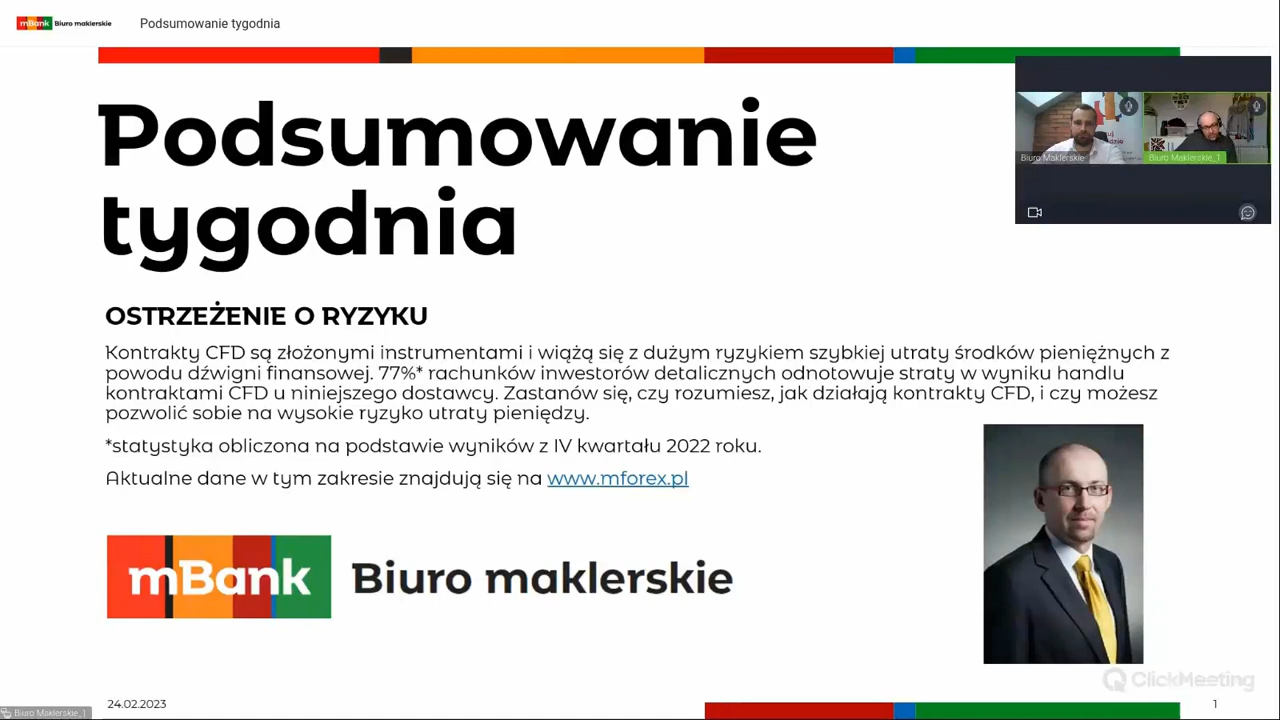 mBank Biuro maklerskie
Podsumowanie tygodnia
Podsumowanie
tygodnia
Biuro Maklerskie
Biuro Maklerskie_1
OSTRZEŻENIE O RYZYKU
Kontrakty CFD są złożonymi instrumentami i wiążą się z dużym ryzykiem szybkiej utraty środków pieniężnych z
powodu dźwigni finansowej. 77%* rachunków inwestorów detalicznych odnotowuje straty w wyniku handlu
kontraktami CFD u niniejszego dostawcy. Zastanów się, czy rozumiesz, jak działają kontrakty CFD, i czy możesz
pozwolić sobie na wysokie ryzyko utraty pieniędzy.
*statystyka obliczona na podstawie wyników z IV kwartału 2022 roku.
Aktualne dane w tym zakresie znajdują się na www.mforex.pl
mBank Biuro maklerskie
ClickMeeting
24.02.2023
1
Biuro Maklerskie_1